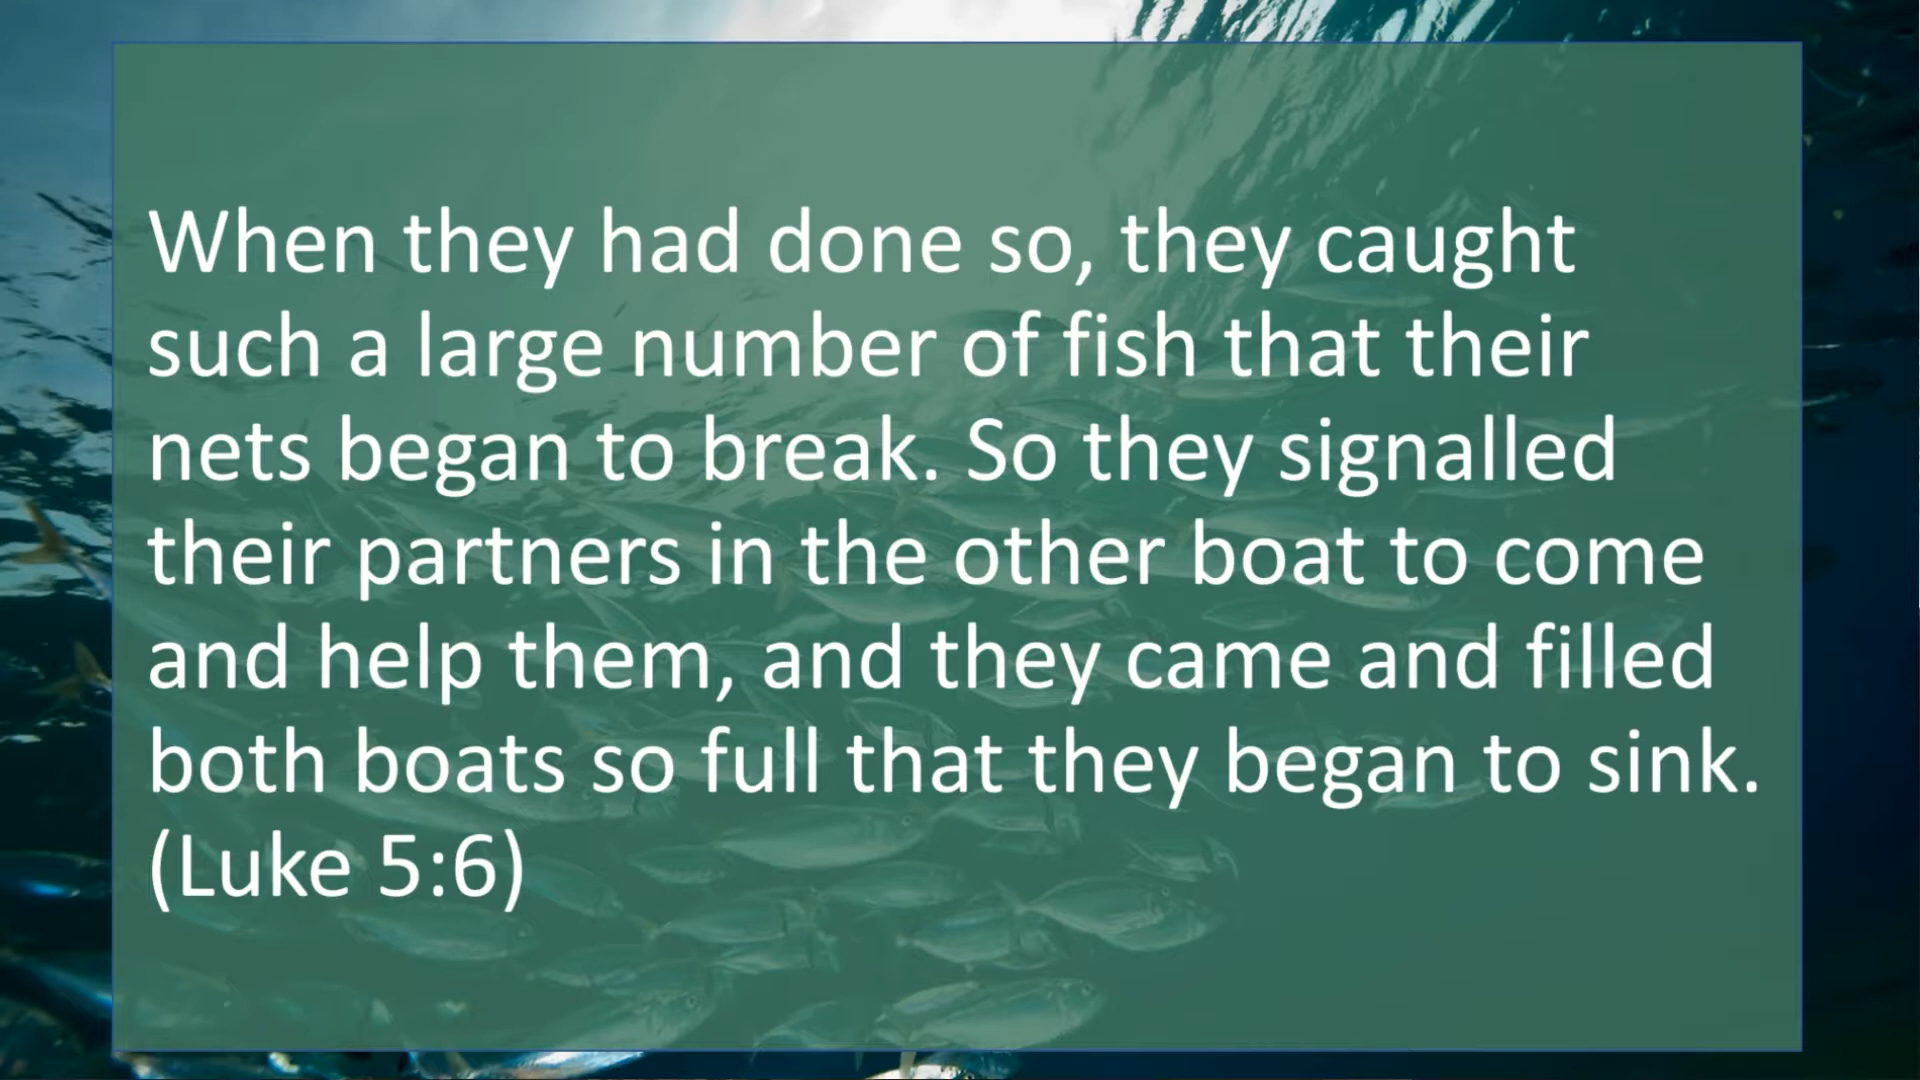 When they had done so, they caught
such a large number of fish that their
nets began to break. So they signalled
their partners in the other boat to come
and help them, and they came and filled
both boats so full that they began to sink.
(Luke 5:6)